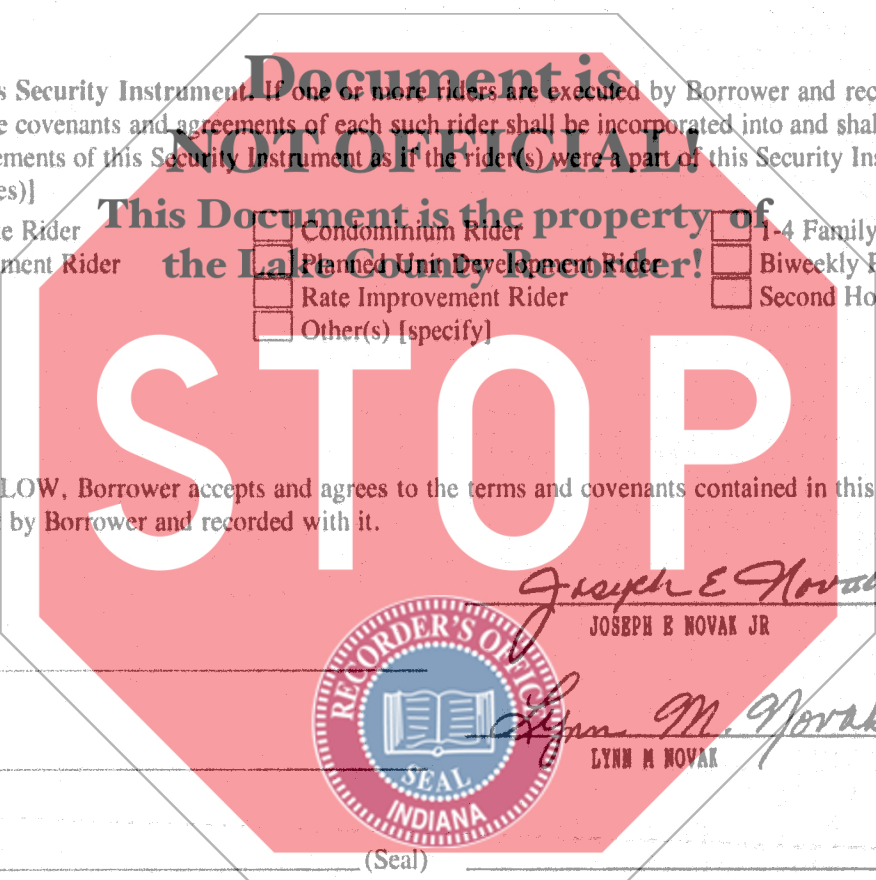 Document is
s Security Instrument. If one or more riders are executed by Borrower and rec
e covenants and agreements of each such rider shall be incorporated into and shal
NOT OFFICIAL!
ements of this Security Instrument as if the rider(s) were a part of this Security Ins
es)]
This Document is the property of
e Rider Condominium Rider 1-4 Family
the Lake County Recorder!
ment Rider Planned Unit Development Rider Biweekly P
Rate Improvement Rider Second Ho
Other(s) [specify]
STOP
LOW, Borrower accepts and agrees to the terms and covenants contained in this
by Borrower and recorded with it.
Joseph E Novak
JOSEPH E NOVAK JR
RECORDER'S OFFICE
Lynn M. Novak
LYNN M NOVAK
SEAL
INDIANA
(Seal)